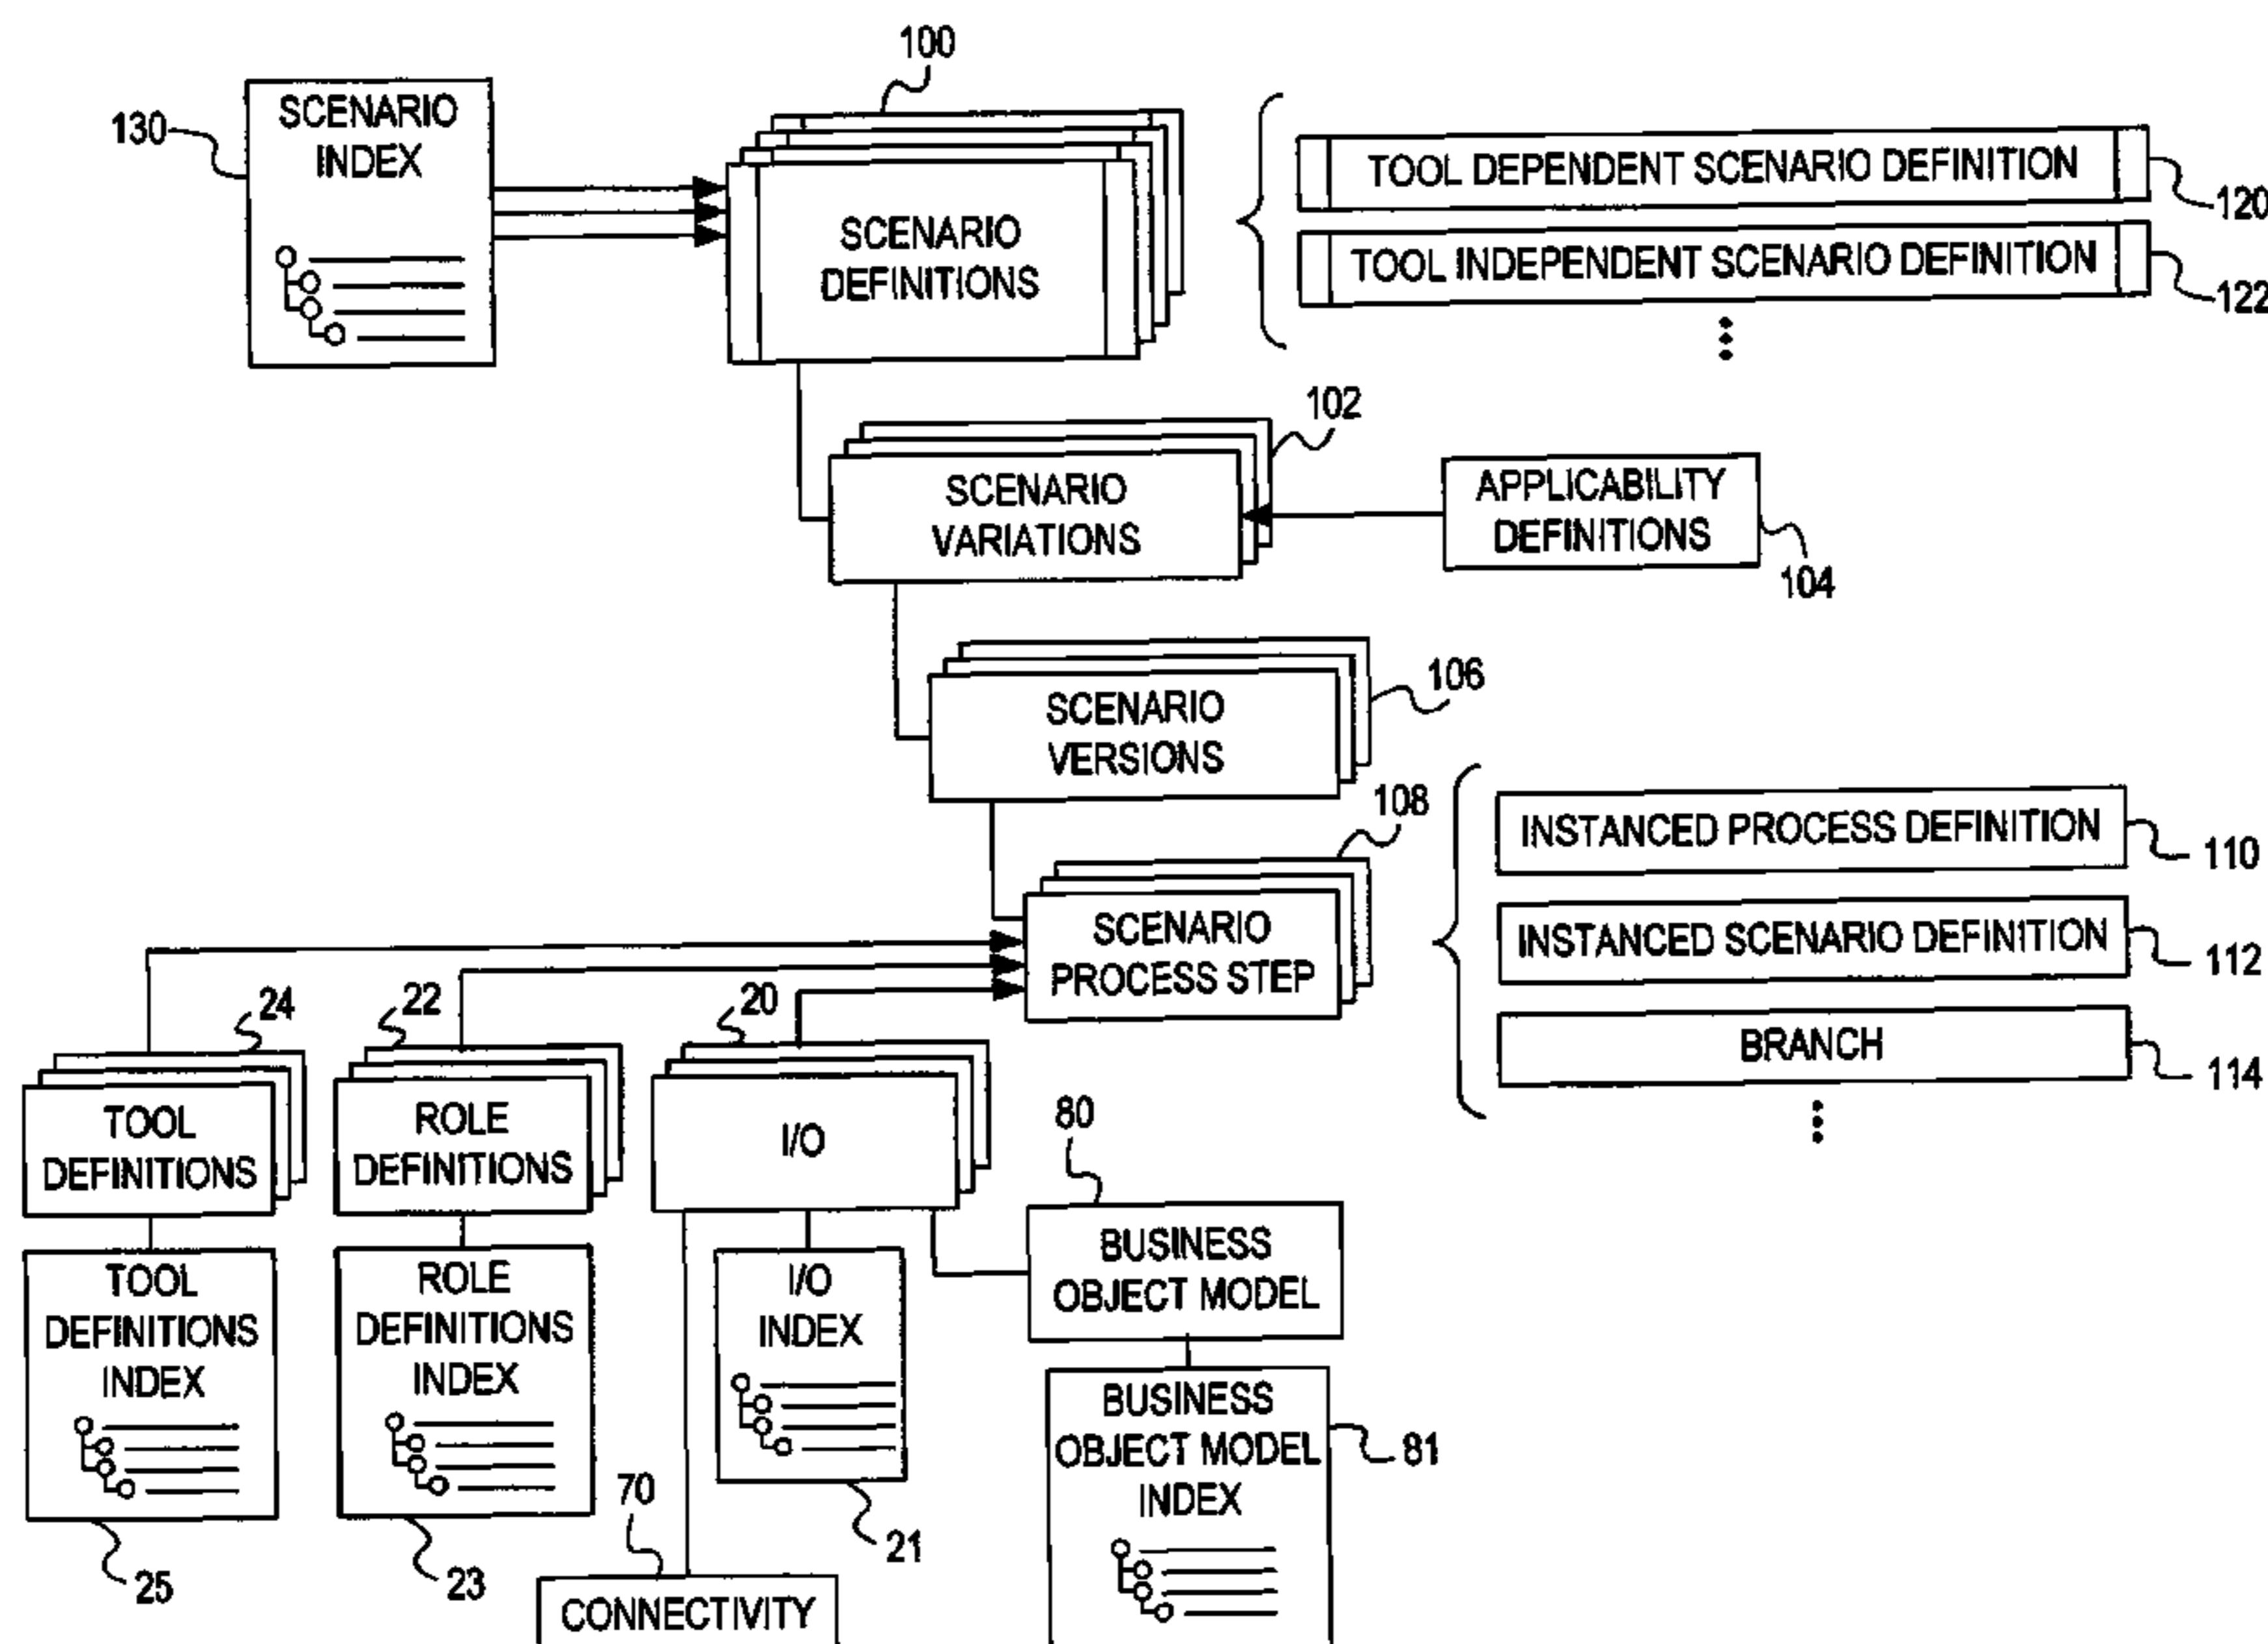 100
130
SCENARIO
INDEX
SCENARIO
DEFINITIONS
TOOL DEPENDENT SCENARIO DEFINITION
120
TOOL INDEPENDENT SCENARIO DEFINITION
122
102
SCENARIO
VARIATIONS
APPLICABILITY
DEFINITIONS
104
106
SCENARIO
VERSIONS
108
INSTANCED PROCESS DEFINITION
110
SCENARIO
PROCESS STEP
INSTANCED SCENARIO DEFINITION
112
BRANCH
114
24
22
20
TOOL
DEFINITIONS
ROLE
DEFINITIONS
I/O
80
BUSINESS
OBJECT MODEL
TOOL
DEFINITIONS
INDEX
ROLE
DEFINITIONS
INDEX
I/O
INDEX
BUSINESS
OBJECT MODEL
INDEX
81
25
23
70
21
CONNECTIVITY